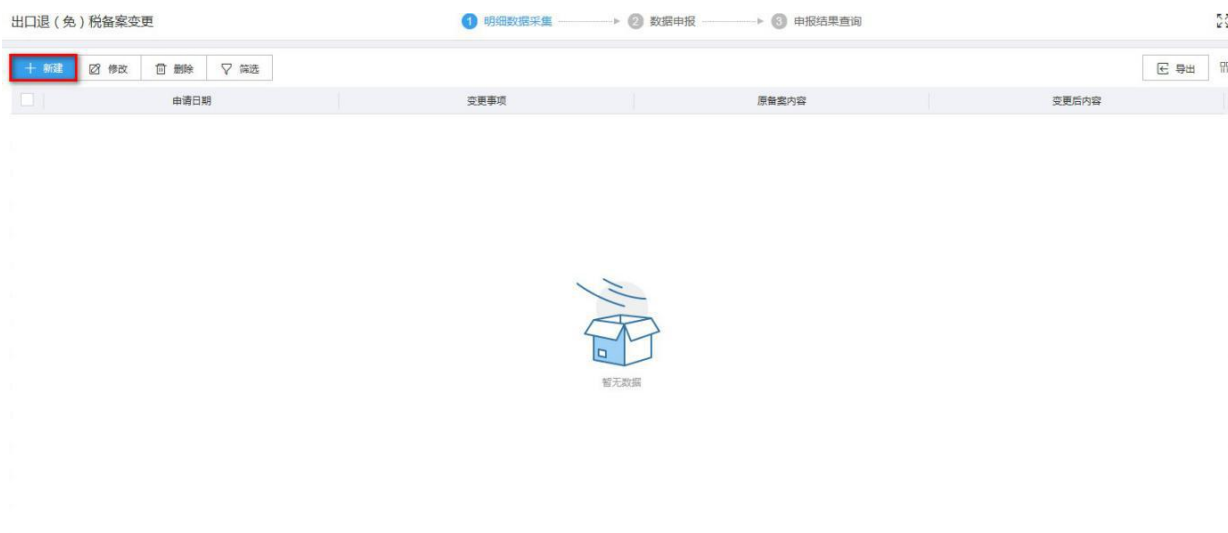 出口退（免）税备案变更
1 明细数据采集 2 数据申报 3 申报结果查询
新建 修改 删除 筛选 导出
申请日期 变更事项 原备案内容 变更后内容
暂无数据